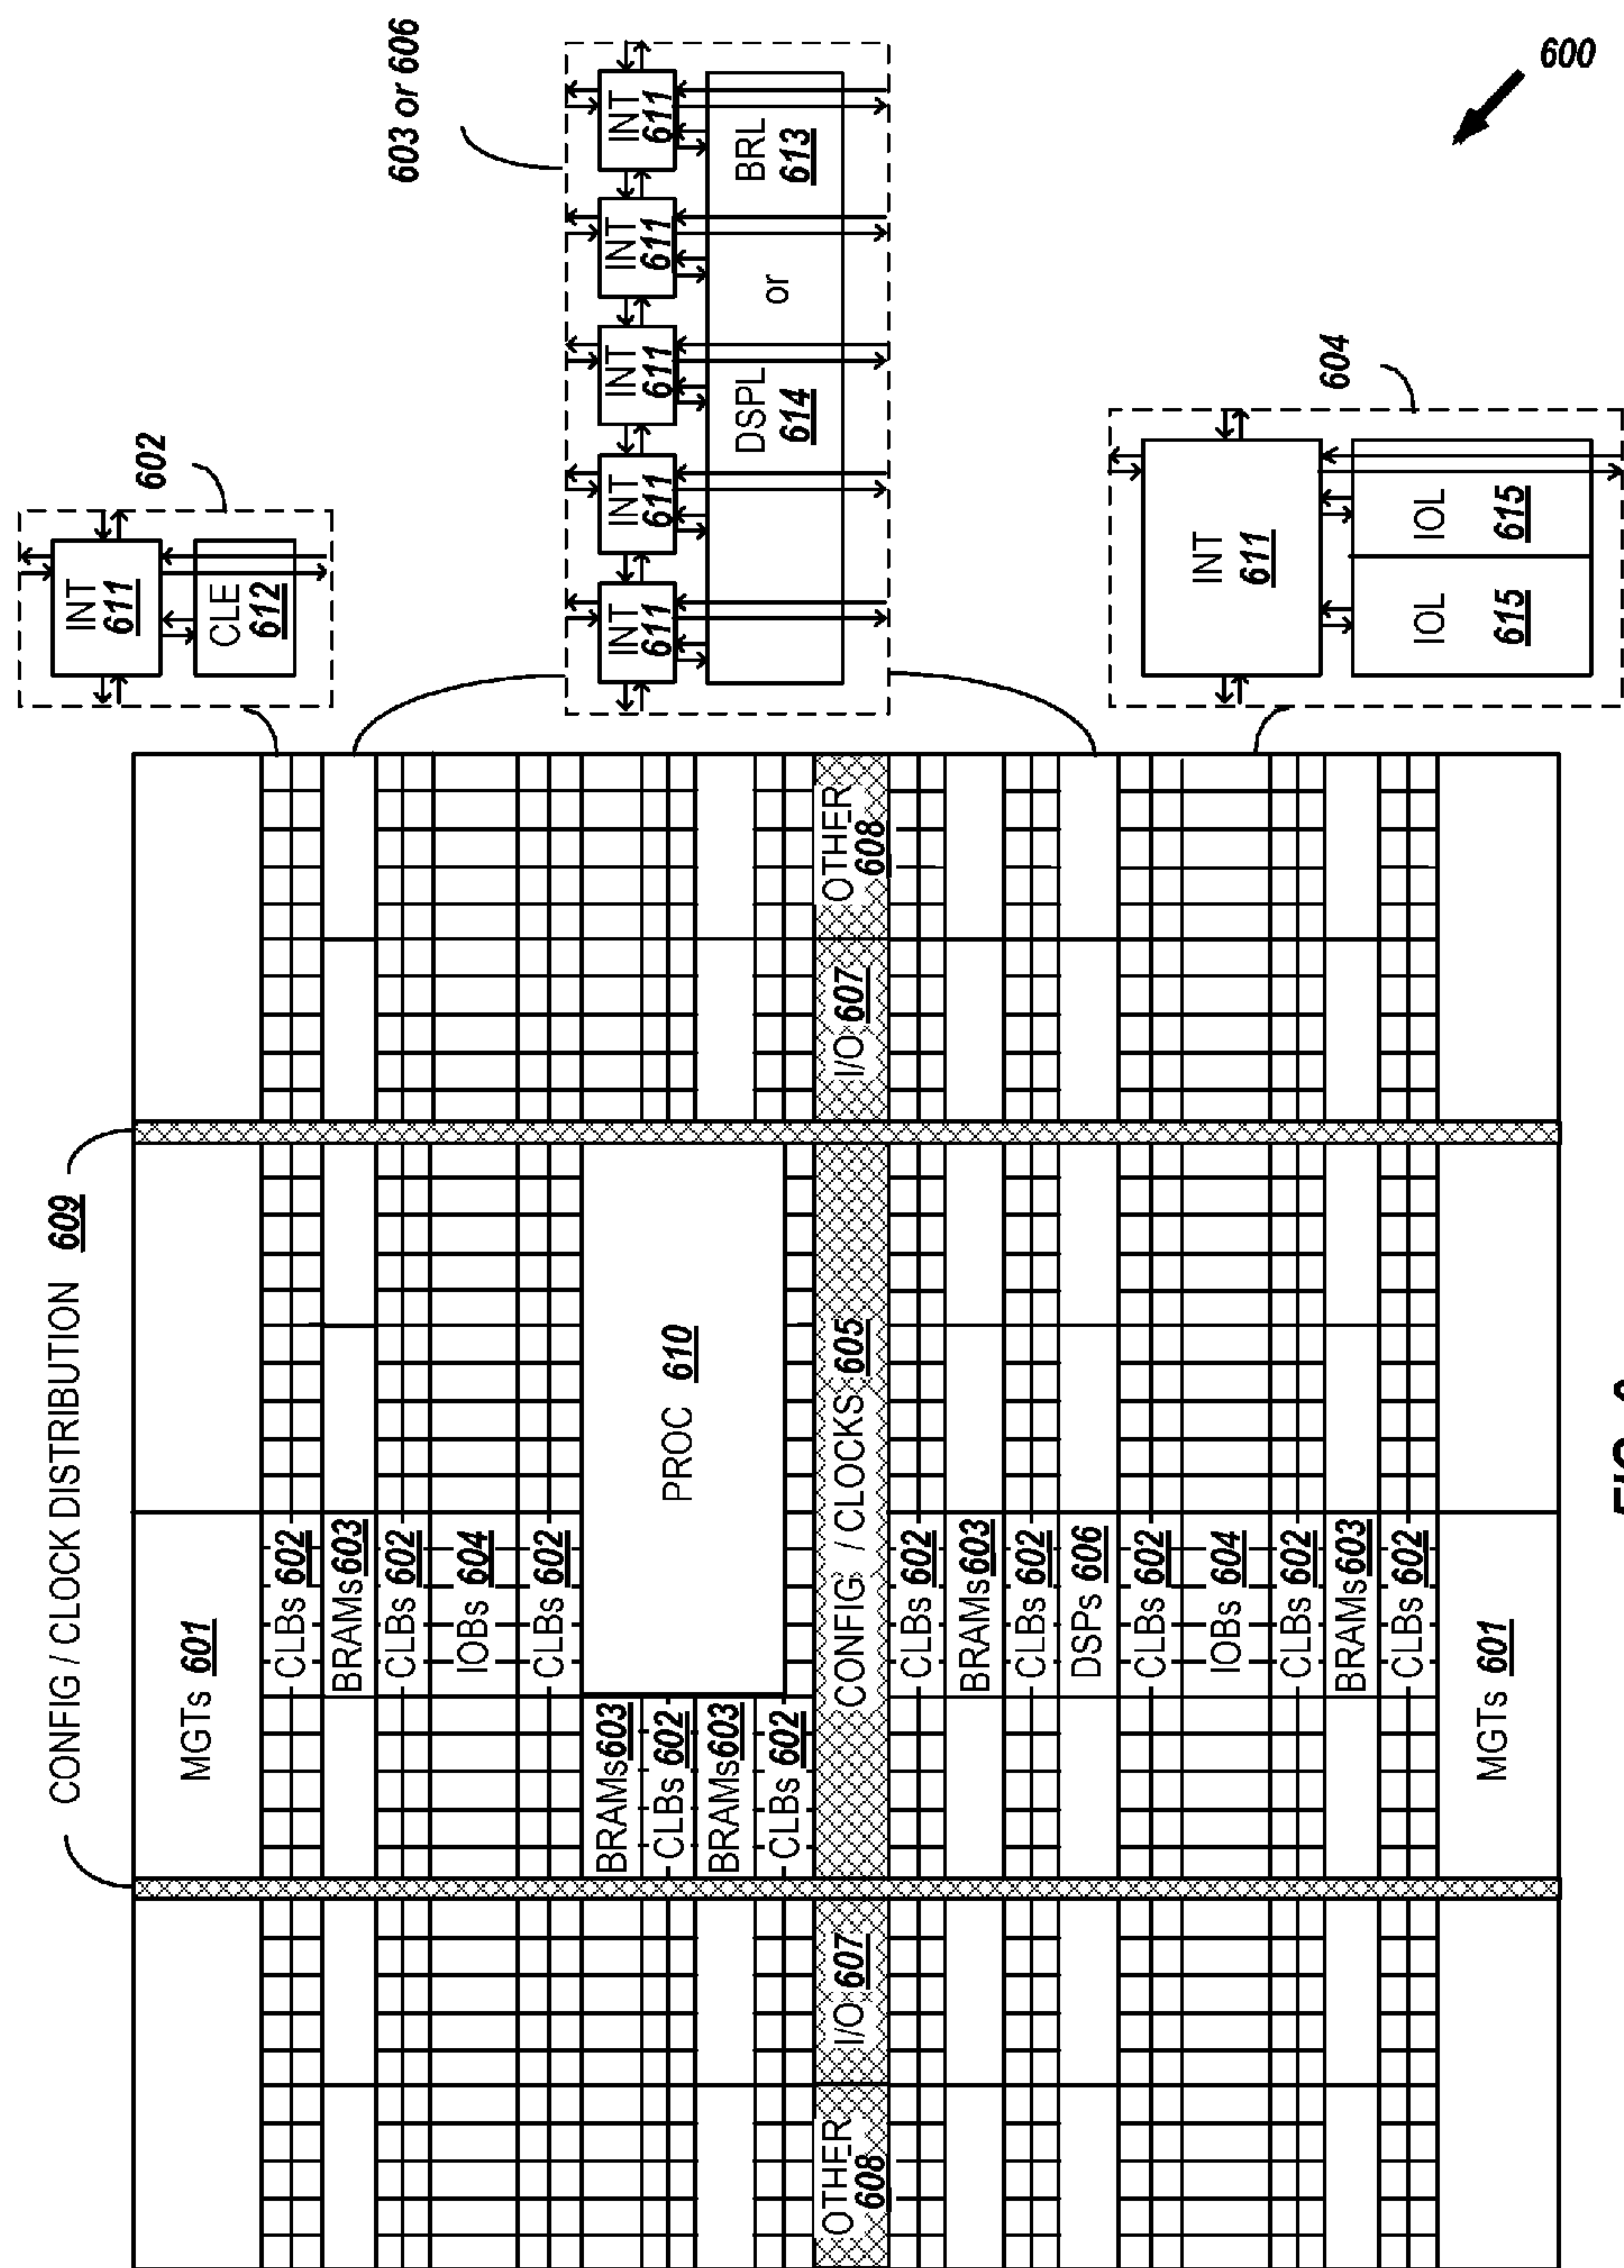 CONFIG / CLOCK DISTRIBUTION 609
MGTs 601
CLBs 602
BRAMs 603
CLBs 602
IOBs 604
CLBs 602
BRAMs 603
CLBs 602
BRAMs 603
CLBs 602
PROC 610
OTHER
608
I/O 607
CONFIG / CLOCKS 605
I/O 607
OTHER
608
CLBs 602
BRAMs 603
CLBs 602
DSPs 606
CLBs 602
IOBs 604
CLBs 602
BRAMs 603
CLBs 602
MGTs 601
602
INT
611
CLE
612
603 or 606
INT
611
INT
611
INT
611
INT
611
INT
611
DSPL
614
or
BRL
613
604
INT
611
IOL
615
IOL
615
600